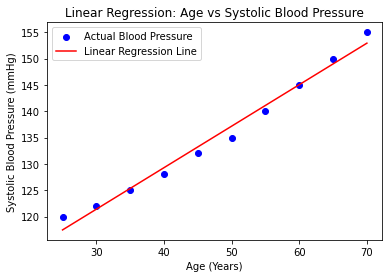 Linear Regression: Age vs Systolic Blood Pressure
Actual Blood Pressure
Linear Regression Line
Systolic Blood Pressure (mmHg)
155
150
145
140
135
130
125
120
30 40 50 60 70
Age (Years)